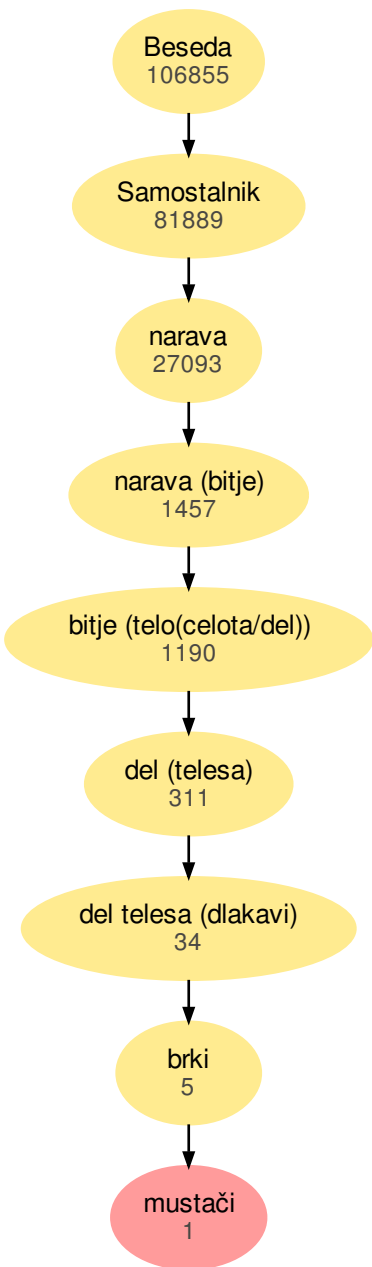 Beseda
106855
Samostalnik
81889
narava
27093
narava (bitje)
1457
bitje (telo(celota/del))
1190
del (telesa)
311
del telesa (dlakavi)
34
brki
5
mustači
1